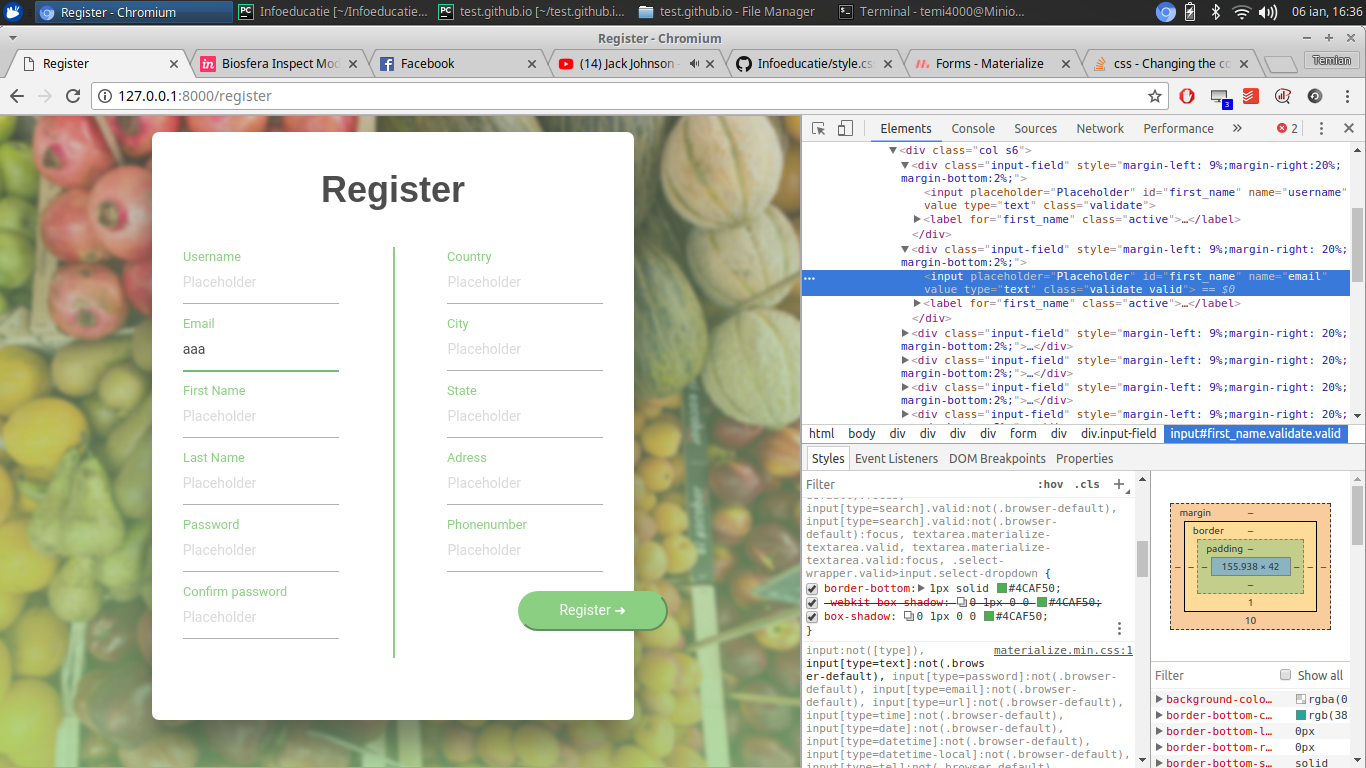 Register - Chromium
Infoeducatie [~/Infoeducatie...
test.github.io [~/test.github.i...
test.github.io - File Manager
Terminal - temi4000@Minio...
06 ian, 16:36
Register - Chromium
Register
Biosfera Inspect Mod
Facebook
(14) Jack Johnson -
Infoeducatie/style.cs
Forms - Materialize
css - Changing the co
Temian
127.0.0.1:8000/register
3
Register
Username
Placeholder
Email
aaa
First Name
Placeholder
Last Name
Placeholder
Password
Placeholder
Confirm password
Placeholder
Country
Placeholder
City
Placeholder
State
Placeholder
Adress
Placeholder
Phonenumber
Placeholder
Register ➜
Elements Console Sources Network Performance » 2
▼<div class="col s6">
▼<div class="input-field" style="margin-left: 9%;margin-right:20%;
margin-bottom:2%;">
<input placeholder="Placeholder" id="first_name" name="username"
value type="text" class="validate">
▶<label for="first_name" class="active">…</label>
</div>
▼<div class="input-field" style="margin-left: 9%;margin-right: 20%;
margin-bottom:2%;">
... <input placeholder="Placeholder" id="first_name" name="email"
value type="text" class="validate valid"> == $0
▶<label for="first_name" class="active">…</label>
</div>
▶<div class="input-field" style="margin-left: 9%;margin-right: 20%;
margin-bottom:2%;">…</div>
▶<div class="input-field" style="margin-left: 9%;margin-right: 20%;
margin-bottom:2%;">…</div>
▶<div class="input-field" style="margin-left: 9%;margin-right: 20%;
margin-bottom:2%;">…</div>
▶<div class="input-field" style="margin-left: 9%;margin-right: 20%;
html body div div div div form div div.input-field input#first_name.validate.valid
Styles Event Listeners DOM Breakpoints Properties
Filter :hov .cls +
input[type=search].valid:not(.browser-default),
input[type=search].valid:not(.browser-
default):focus, textarea.materialize-
textarea.valid, textarea.materialize-
textarea.valid:focus, .select-
wrapper.valid>input.select-dropdown {
border-bottom:▶1px solid #4CAF50;
-webkit-box-shadow: 0 1px 0 0 #4CAF50;
box-shadow: 0 1px 0 0 #4CAF50;
}
input:not([type]), materialize.min.css:1
input[type=text]:not(.brows
er-default), input[type=password]:not(.browser-
default), input[type=email]:not(.browser-
default), input[type=url]:not(.browser-default),
input[type=time]:not(.browser-default),
input[type=date]:not(.browser-default),
input[type=datetime]:not(.browser-default),
input[type=datetime-local]:not(.browser-
default), input[type=tel]:not(.browser-default),
margin –
border –
padding –
– – – 155.938 × 42 – – –
–
1
10
Filter Show all
▶background-colo… rgba(0
▶border-bottom-c… rgb(38
▶border-bottom-l… 0px
▶border-bottom-r… 0px
▶border-bottom-s… solid